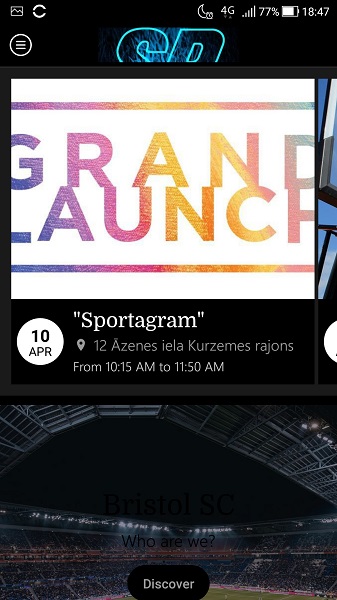 4G 77% 18:47
GRAND
LAUNCH
10
APR
"Sportagram"
12 Āzenes iela Kurzemes rajons
From 10:15 AM to 11:50 AM
Bristol SC
Who are we?
Discover